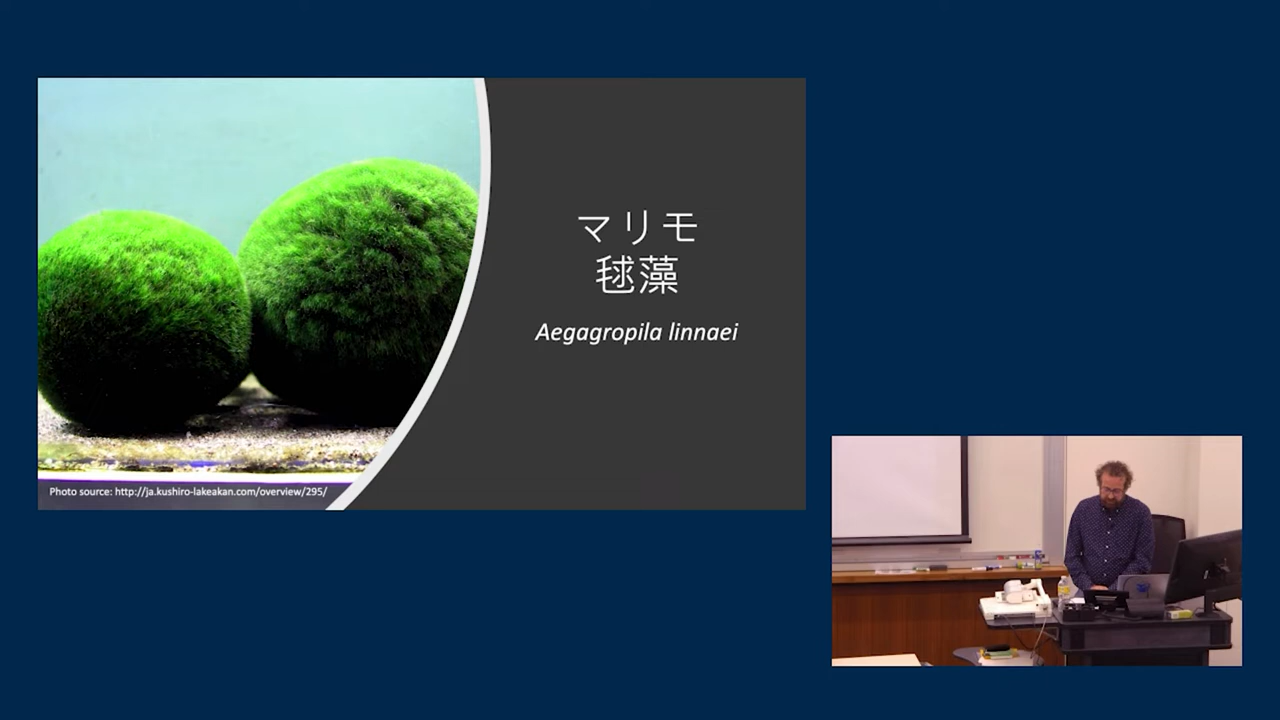 マリモ
毬藻
Aegagropila linnaei
Photo source: http://ja.kushiro-lakeakan.com/overview/295/